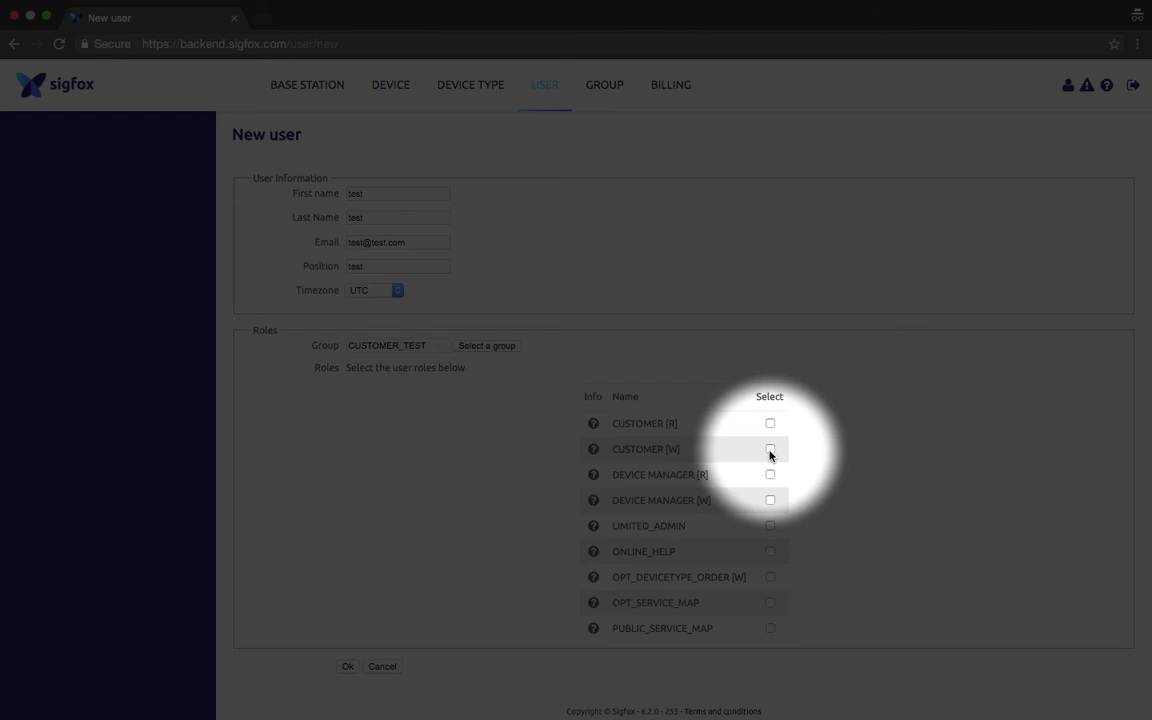 New user
Secure https://backend.sigfox.com/user/new
sigfox BASE STATION DEVICE DEVICE TYPE USER GROUP BILLING
New user
User information
First name test
Last Name test
Email test@test.com
Position test
Timezone UTC
Roles
Group CUSTOMER_TEST Select a group
Roles Select the user roles below
Info Name Select
CUSTOMER [R]
CUSTOMER [W]
DEVICE MANAGER [R]
DEVICE MANAGER [W]
LIMITED_ADMIN
ONLINE_HELP
OPT_DEVICETYPE_ORDER [W]
OPT_SERVICE_MAP
PUBLIC_SERVICE_MAP
Ok Cancel
Copyright © Sigfox - 6.2.0 - 255 - Terms and conditions